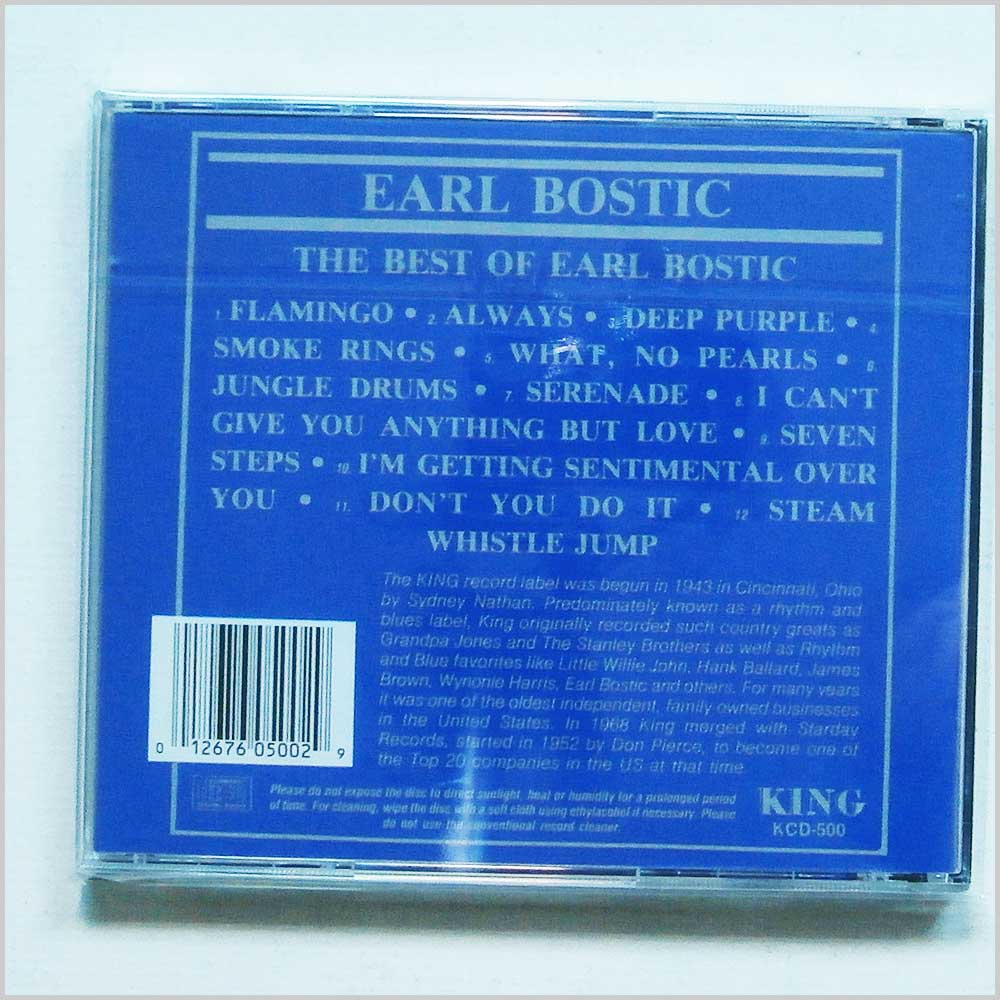 EARL BOSTIC
THE BEST OF EARL BOSTIC
1. FLAMINGO • 2. ALWAYS • 3. DEEP PURPLE • 4.
SMOKE RINGS • 5. WHAT, NO PEARLS • 6.
JUNGLE DRUMS • 7. SERENADE • 8. I CAN'T
GIVE YOU ANYTHING BUT LOVE • 9. SEVEN
STEPS • 10. I'M GETTING SENTIMENTAL OVER
YOU • 11. DON'T YOU DO IT • 12. STEAM
WHISTLE JUMP
The KING record label was begun in 1943 in Cincinnati, Ohio
by Sydney Nathan. Predominately known as a rhythm and
blues label, King originally recorded such country greats as
Grandpa Jones and The Stanley Brothers as well as Rhythm
and Blue favorites like Little Willie John, Hank Ballard, James
Brown, Wynonie Harris, Earl Bostic and others. For many years
it was one of the oldest independent, family owned businesses
in the United States. In 1968 King merged with Starday
Records, started in 1952 by Don Pierce, to become one of
the Top 20 companies in the US at that time.
0 12676 05002 9
Please do not expose the disc to direct sunlight, heat or humidity for a prolonged period
of time. For cleaning, wipe the disc with a soft cloth using ethylacohol if necessary. Please
do not use the conventional record cleaner.
KING
KCD-500